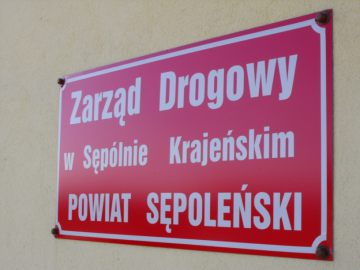 Zarząd Drogowy
w Sępólnie Krajeńskim
POWIAT SĘPOLEŃSKI